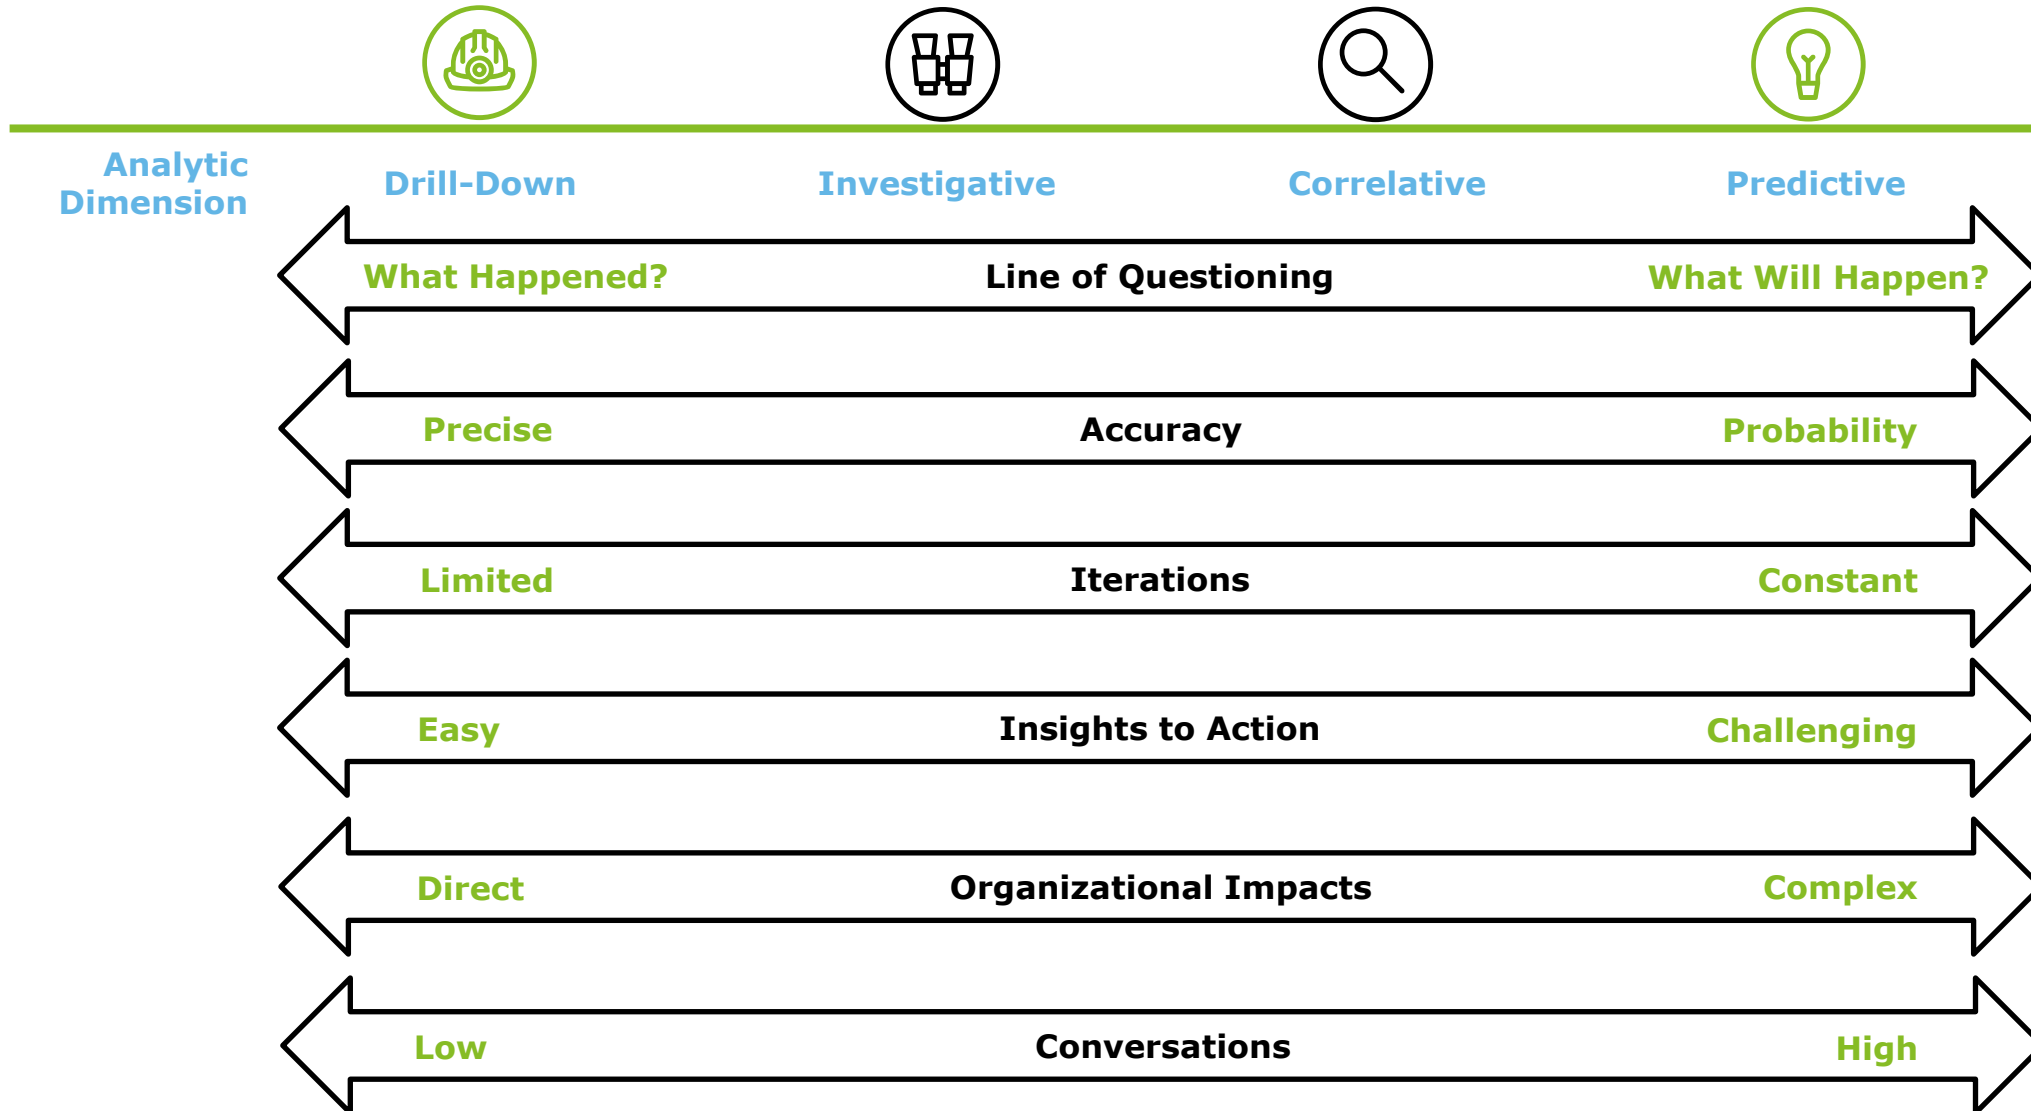 Analytic
Dimension
Drill-Down Investigative Correlative Predictive
What Happened? Line of Questioning What Will Happen?
Precise Accuracy Probability
Limited Iterations Constant
Easy Insights to Action Challenging
Direct Organizational Impacts Complex
Low Conversations High